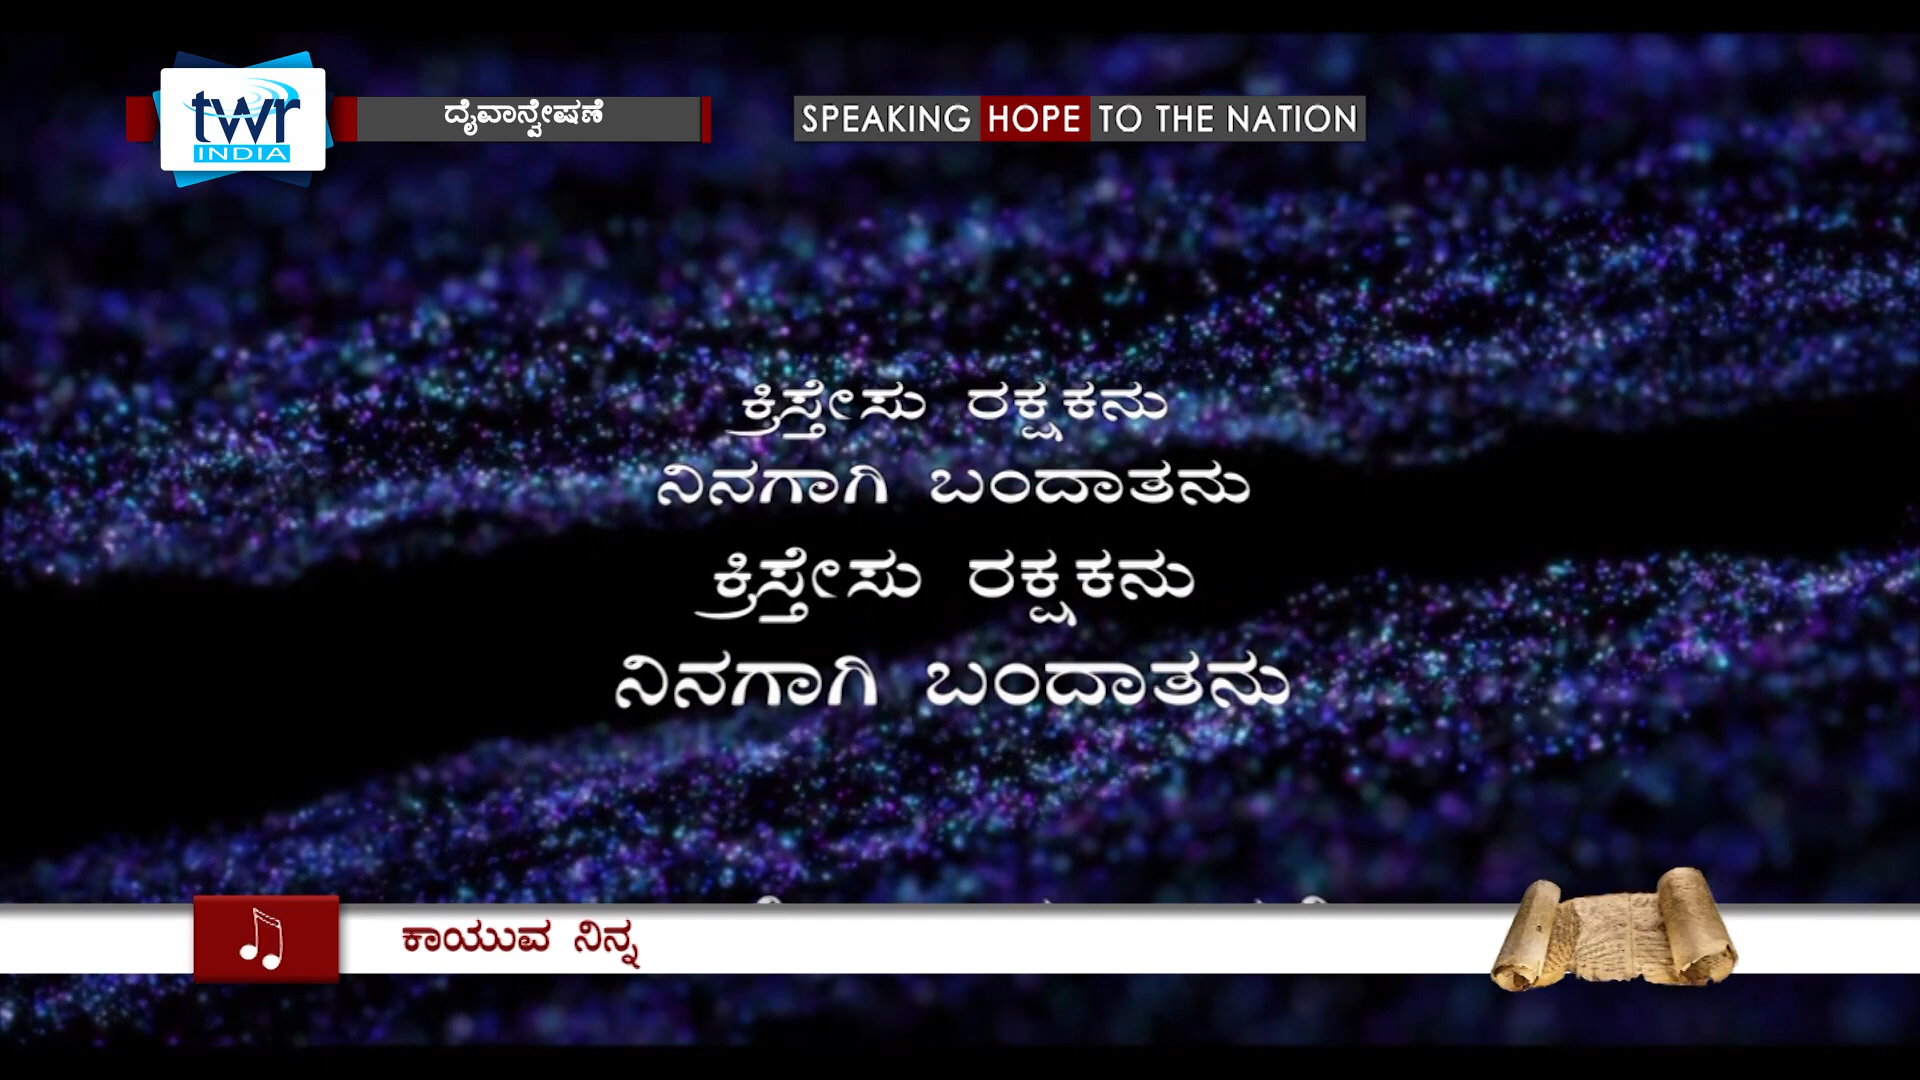 twr
INDIA
ದೈವಾನ್ವೇಷಣೆ
SPEAKING HOPE TO THE NATION
ಕ್ರಿಸ್ತೇಸು ರಕ್ಷಕನು
ನಿನಗಾಗಿ ಬಂದಾತನು
ಕ್ರಿಸ್ತೇಸು ರಕ್ಷಕನು
ನಿನಗಾಗಿ ಬಂದಾತನು
ಕಾಯುವ ನಿನ್ನ